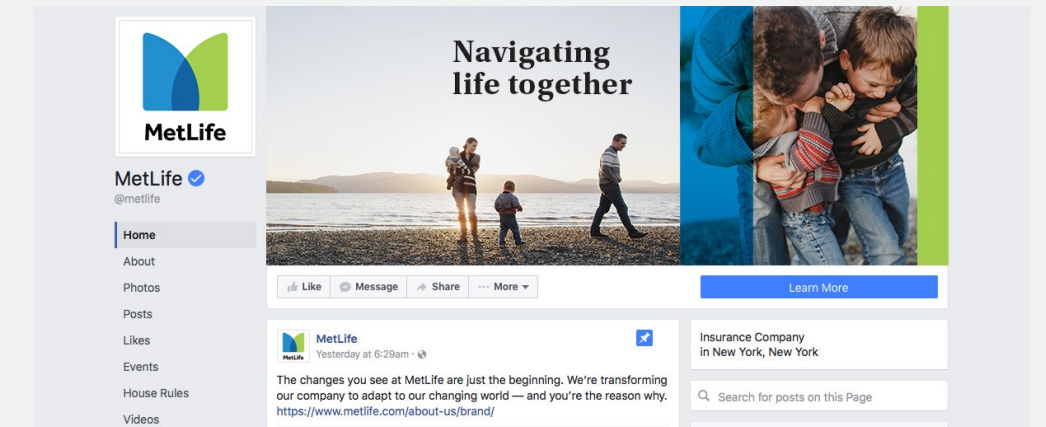 MetLife
MetLife
@metlife
Home
About
Photos
Posts
Likes
Events
House Rules
Videos
Navigating
life together
Like
Message
Share
More
Learn More
MetLife
MetLife
Yesterday at 6:29am
The changes you see at MetLife are just the beginning. We're transforming
our company to adapt to our changing world — and you're the reason why.
https://www.metlife.com/about-us/brand/
Insurance Company
in New York, New York
Search for posts on this Page